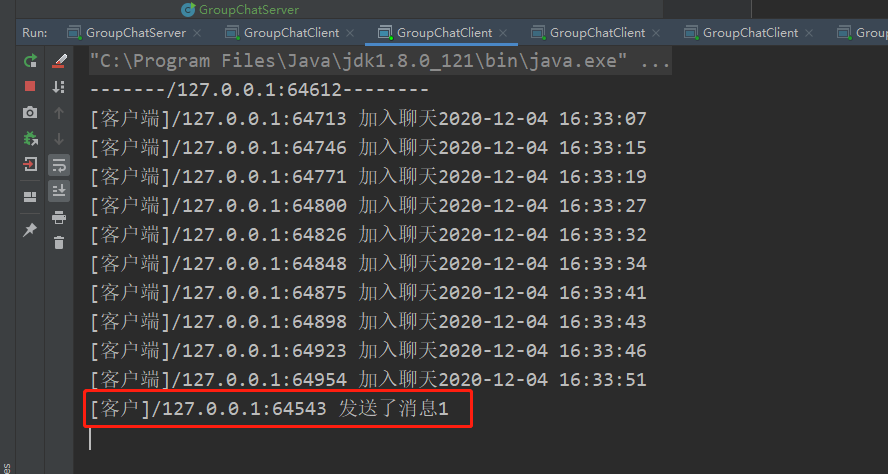 GroupChatServer
Run: GroupChatServer GroupChatClient GroupChatClient GroupChatClient GroupChatClient Group
"C:\Program Files\Java\jdk1.8.0_121\bin\java.exe" ...
-------/127.0.0.1:64612--------
[客户端]/127.0.0.1:64713 加入聊天2020-12-04 16:33:07
[客户端]/127.0.0.1:64746 加入聊天2020-12-04 16:33:15
[客户端]/127.0.0.1:64771 加入聊天2020-12-04 16:33:19
[客户端]/127.0.0.1:64800 加入聊天2020-12-04 16:33:27
[客户端]/127.0.0.1:64826 加入聊天2020-12-04 16:33:32
[客户端]/127.0.0.1:64848 加入聊天2020-12-04 16:33:34
[客户端]/127.0.0.1:64875 加入聊天2020-12-04 16:33:41
[客户端]/127.0.0.1:64898 加入聊天2020-12-04 16:33:43
[客户端]/127.0.0.1:64923 加入聊天2020-12-04 16:33:46
[客户端]/127.0.0.1:64954 加入聊天2020-12-04 16:33:51
[客户]/127.0.0.1:64543 发送了消息1